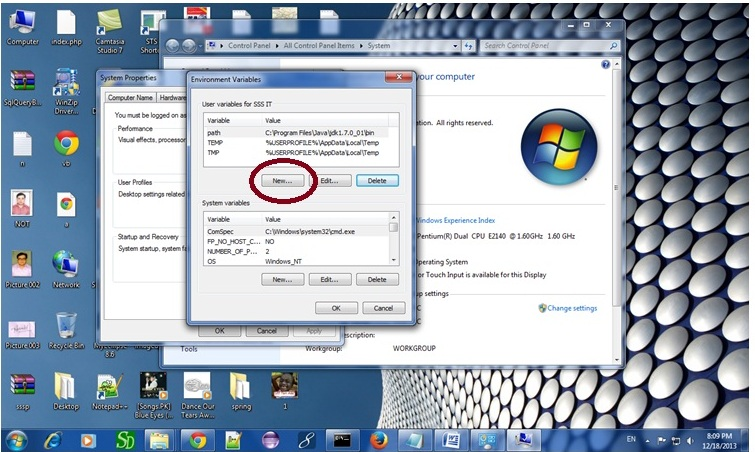 Computer
index.php
Camtasia
Studio 7
STS
Shortc
SqlQueryB...
WinZip
Driver...
n
vb
NOT
a
Picture 002
Network
Picture 003
Recycle
Bin
8.6
sssp
Desktop
Notepad++
[Songs.PK]
Blue Eyes (...
Dance Our
Tears Aw...
spring
1
Control Panel
All Control Panel Items
System
Search Control Panel
your computer
ation. All rights reserved.
Windows Experience Index
Pentium(R) Dual CPU E2140 @ 1.60GHz 1.60 GHz
Operating System
or Touch Input is available for this Display
up settings
Change settings
C
C
escription:
Workgroup:
WORKGROUP
Tools
System Properties
Computer Name
Hardware
You must be logged on as
Performance
Visual effects, processor
User Profiles
Desktop settings related
Startup and Recovery
System startup, system fa
OK
Cancel
Apply
Environment Variables
User variables for SSS IT
Variable Value
path C:\Program Files\Java\jdk1.7.0_01\bin
TEMP %USERPROFILE%\AppData\Local\Temp
TMP %USERPROFILE%\AppData\Local\Temp
New... Edit... Delete
System variables
Variable Value
ComSpec C:\Windows\system32\cmd.exe
FP_NO_HOST_C... NO
NUMBER_OF_P... 2
OS Windows_NT
New... Edit... Delete
OK Cancel
EN
8:09 PM
12/18/2013